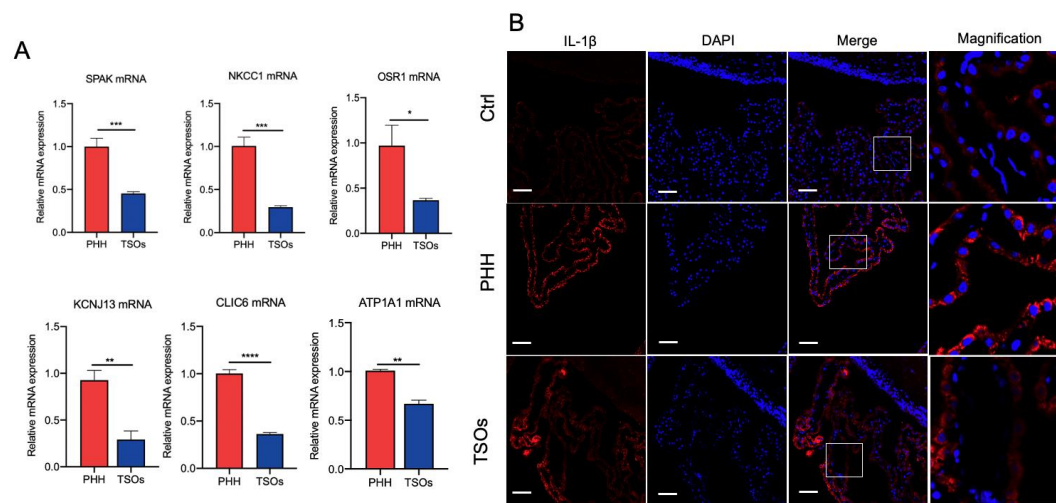 A
SPAK mRNA
NKCC1 mRNA
OSR1 mRNA
Relative mRNA expression
1.5
1.0
0.5
0.0
***
PHH TSOs
Relative mRNA expression
1.5
1.0
0.5
0.0
***
PHH TSOs
Relative mRNA expression
1.5
1.0
0.5
0.0
*
PHH TSOs
KCNJ13 mRNA
CLIC6 mRNA
ATP1A1 mRNA
Relative mRNA expression
1.5
1.0
0.5
0.0
**
PHH TSOs
Relative mRNA expression
1.5
1.0
0.5
0.0
****
PHH TSOs
Relative mRNA expression
1.5
1.0
0.5
0.0
**
PHH TSOs
B
IL-1β DAPI Merge Magnification
Ctrl
PHH
TSOs